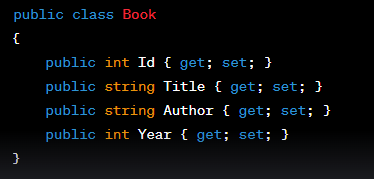 public class Book
{
    public int Id { get; set; }
    public string Title { get; set; }
    public string Author { get; set; }
    public int Year { get; set; }
}